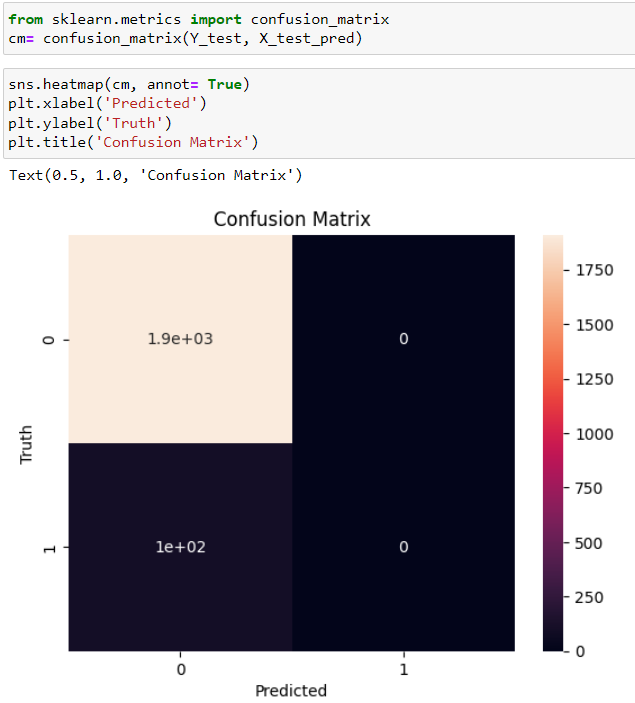 from sklearn.metrics import confusion_matrix
cm= confusion_matrix(Y_test, X_test_pred)
sns.heatmap(cm, annot= True)
plt.xlabel('Predicted')
plt.ylabel('Truth')
plt.title('Confusion Matrix')
Text(0.5, 1.0, 'Confusion Matrix')
Confusion Matrix
1.9e+03
0
1e+02
0
0
1
Truth
0
1
Predicted
1750
1500
1250
1000
750
500
250
0